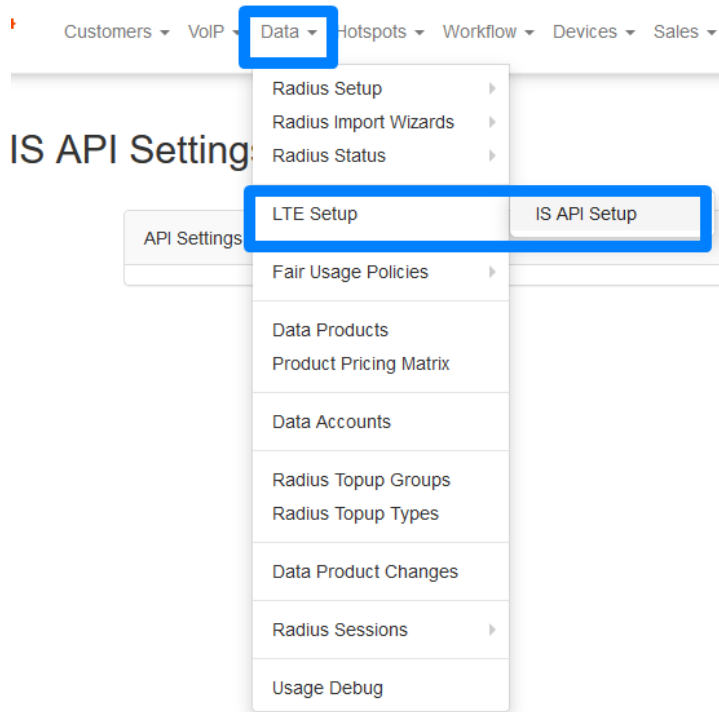 Customers VoIP Data Hotspots Workflow Devices Sales
IS API Settings
API Settings
Radius Setup
Radius Import Wizards
Radius Status
LTE Setup
IS API Setup
Fair Usage Policies
Data Products
Product Pricing Matrix
Data Accounts
Radius Topup Groups
Radius Topup Types
Data Product Changes
Radius Sessions
Usage Debug